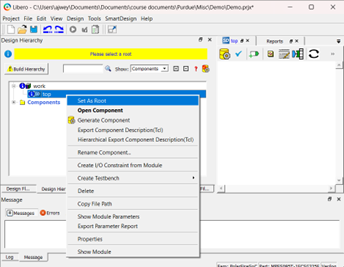 Libero - C:\Users\ajwey\Documents\Documents\course documents\Purdue\Misc\Demo\Demo.prjx*
Project File Edit View Design Tools SmartDesign Help
Design Hierarchy
top
Reports
Please select a root
Build Hierarchy
Show: Components
work
top
Components
Set As Root
Open Component
Generate Component
Export Component Description(Tcl)
Hierarchical Export Component Description(Tcl)
Rename Component...
Create I/O Constraint from Module
Create Testbench
Delete
Copy File Path
Show Module Parameters
Export Parameter Report
Properties
Show Module
Design Fl...
Design Hier
Message
Messages
Errors
Log
Message